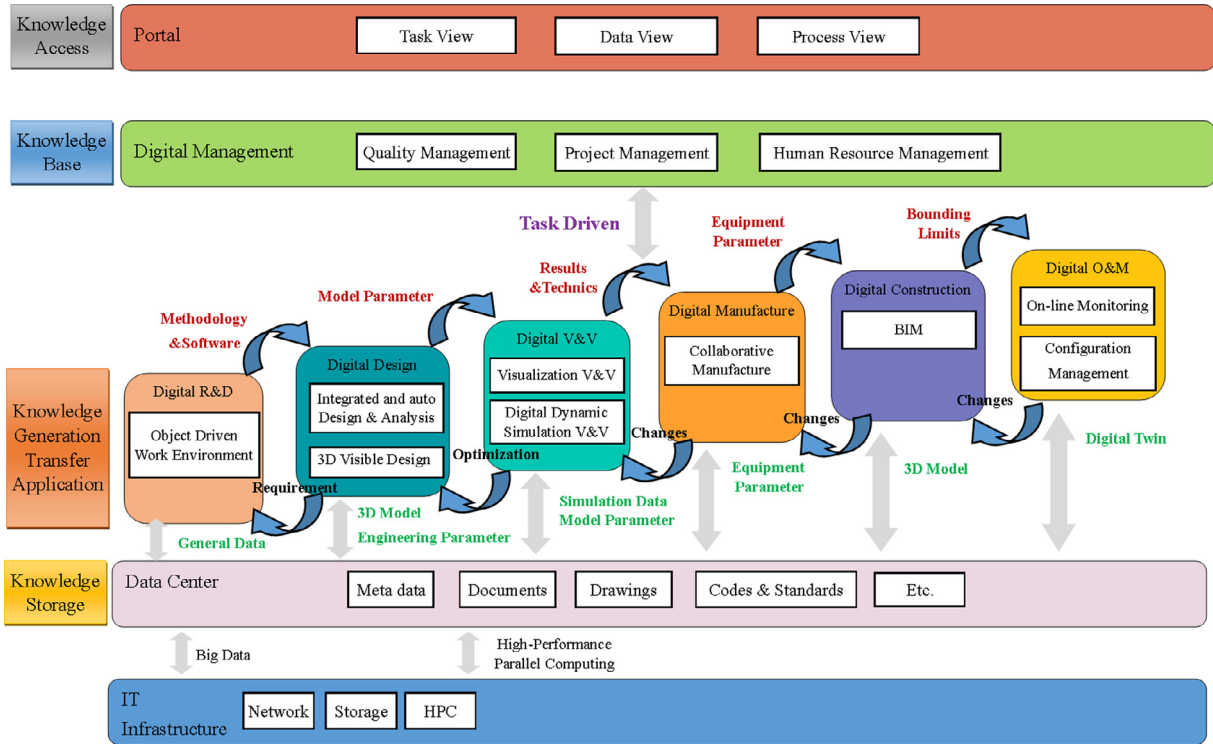 Knowledge
Access
Portal
Task View
Data View
Process View
Knowledge
Base
Digital Management
Quality Management
Project Management
Human Resource Management
Task Driven
Knowledge
Generation
Transfer
Application
Methodology
&Software
Model Parameter
Results
&Technics
Equipment
Parameter
Bounding
Limits
Digital R&D
Object Driven
Work Environment
Digital Design
Integrated and auto
Design & Analysis
3D Visible Design
Digital V&V
Visualization V&V
Digital Dynamic
Simulation V&V
Digital Manufacture
Collaborative
Manufacture
Digital Construction
BIM
Digital O&M
On-line Monitoring
Configuration
Management
Requirement
Optimization
Changes
Changes
Changes
General Data
3D Model
Engineering Parameter
Simulation Data
Model Parameter
Equipment
Parameter
3D Model
Digital Twin
Knowledge
Storage
Data Center
Meta data
Documents
Drawings
Codes & Standards
Etc.
Big Data
High-Performance
Parallel Computing
IT
Infrastructure
Network
Storage
HPC